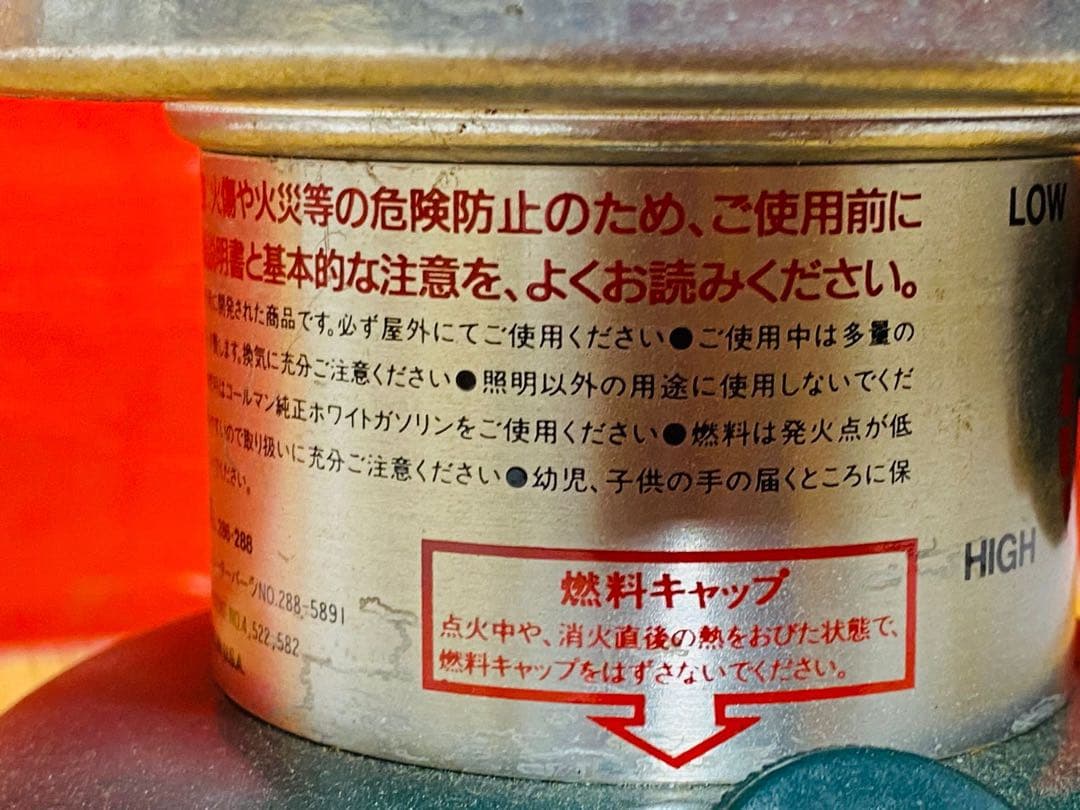 火傷や火災等の危険防止のため、ご使用前に
説明書と基本的な注意を、よくお読みください。
開発された商品です。必ず屋外にてご使用ください●ご使用中は多量の
します。換気に充分ご注意ください●照明以外の用途に使用しないでくだ
はコールマン純正ホワイトガソリンをご使用ください●燃料は発火点が低
ので取り扱いに充分ご注意ください●幼児、子供の手の届くところに保
ください。
286-288
NO.288-5891
NO.4,522,582
U.S.A.
LOW
HIGH
燃料キャップ
点火中や、消火直後の熱をおびた状態で、
燃料キャップをはずさないでください。